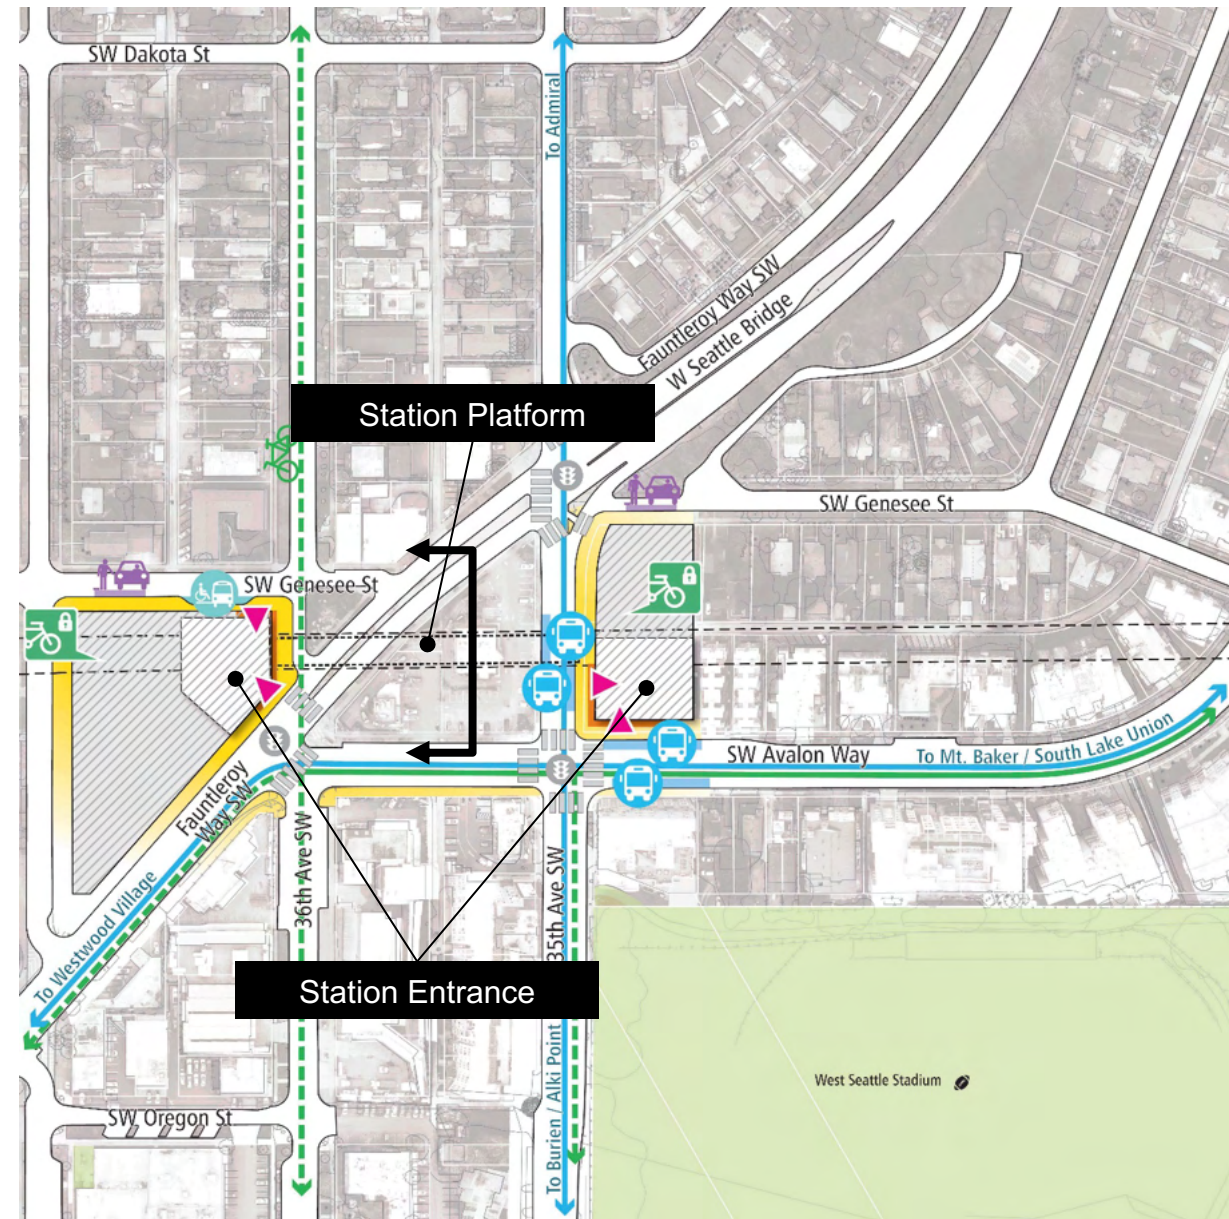 SW Dakota St
To Admiral
Fauntleroy Way SW
W Seattle Bridge
Station Platform
SW Genesee St
SW Genesee St
SW Avalon Way
To Mt. Baker / South Lake Union
Fauntleroy
Way SW
36th Ave SW
35th Ave SW
To Westwood Village
Station Entrance
To Burien / Alki Point
West Seattle Stadium
SW Oregon St